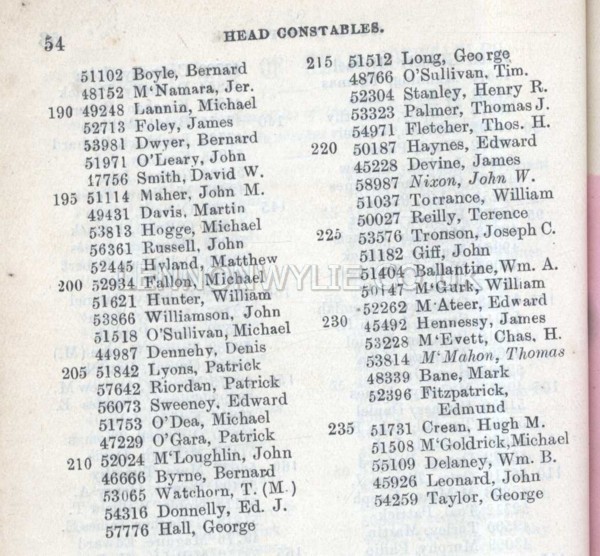 54
HEAD CONSTABLES.
51102 Boyle, Bernard
48152 M‘Namara, Jer.
190 49248 Lannin, Michael
52713 Foley, James
53981 Dwyer, Bernard
51971 O'Leary, John
17756 Smith, David W.
195 51114 Maher, John M.
49431 Davis, Martin
53813 Hogge, Michael
56361 Russell, John
52445 Hyland, Matthew
200 52934 Fallon, Michael
51621 Hunter, William
53866 Williamson, John
51518 O'Sullivan, Michael
44987 Dennehy, Denis
205 51842 Lyons, Patrick
57642 Riordan, Patrick
56073 Sweeney, Edward
51753 O'Dea, Michael
47229 O'Gara, Patrick
210 52024 M‘Loughlin, John
46666 Byrne, Bernard
53065 Watchorn, T. (M.)
54316 Donnelly, Ed. J.
57776 Hall, George
215 51512 Long, George
48766 O'Sullivan, Tim.
52304 Stanley, Henry R.
53323 Palmer, Thomas J.
54971 Fletcher, Thos. H.
220 50187 Haynes, Edward
45228 Devine, James
58987 Nixon, John W.
51037 Torrance, William
50027 Reilly, Terence
225 53576 Tronson, Joseph C.
51182 Giff, John
51404 Ballantine, Wm. A.
50147 M‘Gurk, William
52262 M‘Ateer, Edward
230 45492 Hennessy, James
53228 M‘Evett, Chas. H.
53814 M‘Mahon, Thomas
48339 Bane, Mark
52396 Fitzpatrick,
Edmund
235 51731 Crean, Hugh M.
51508 M‘Goldrick, Michael
55109 Delaney, Wm. B.
45926 Leonard, John
54259 Taylor, George